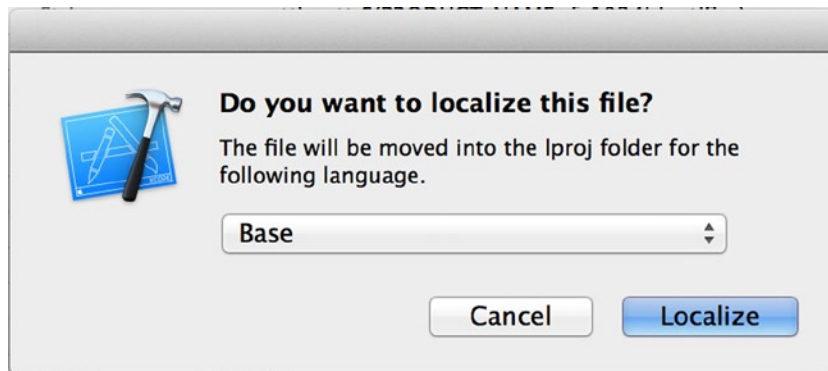 Do you want to localize this file?
The file will be moved into the lproj folder for the
following language.
Base
Cancel
Localize
XCODE